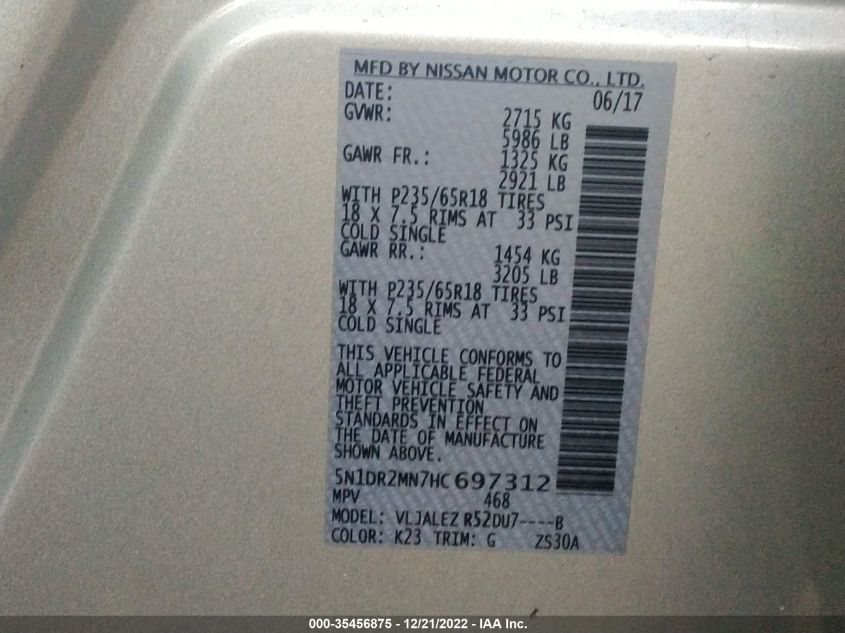 MFD BY NISSAN MOTOR CO., LTD.
DATE: 06/17
GVWR: 2715 KG
5986 LB
GAWR FR.: 1325 KG
2921 LB
WITH P235/65R18 TIRES
18 X 7.5 RIMS AT 33 PSI
COLD SINGLE
GAWR RR.: 1454 KG
3205 LB
WITH P235/65R18 TIRES
18 X 7.5 RIMS AT 33 PSI
COLD SINGLE
THIS VEHICLE CONFORMS TO
ALL APPLICABLE FEDERAL
MOTOR VEHICLE SAFETY AND
THEFT PREVENTION
STANDARDS IN EFFECT ON
THE DATE OF MANUFACTURE
SHOWN ABOVE.
5N1DR2MN7HC697312
MPV 468
MODEL: VLJALEZ R52DU7----B
COLOR: K23 TRIM: G ZS30A
000-35456875 - 12/21/2022 - IAA Inc.